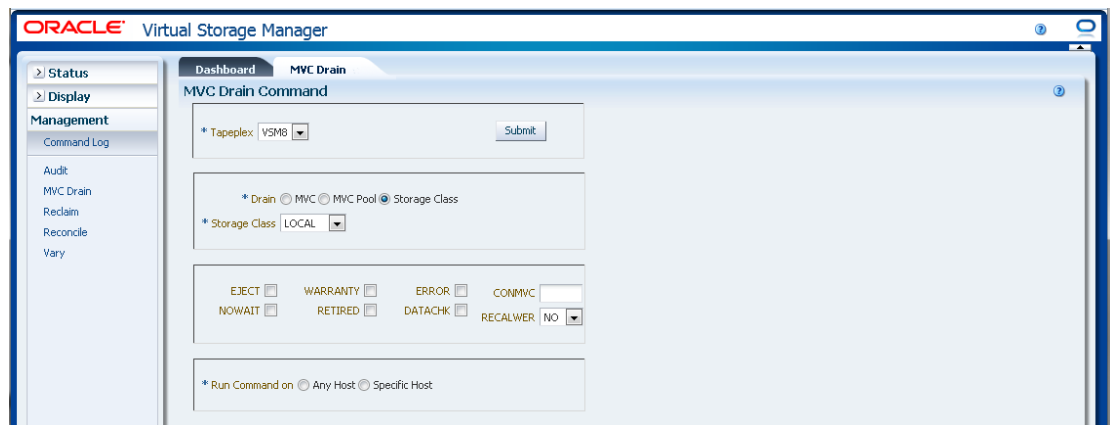 ORACLE Virtual Storage Manager
Status
Display
Management
Command Log
Audit
MVC Drain
Reclaim
Reconcile
Vary
Dashboard MVC Drain
MVC Drain Command
* Tapeplex VSM8 Submit
* Drain MVC MVC Pool Storage Class
* Storage Class LOCAL
EJECT WARRANTY ERROR CONMVC
NOWAIT RETIRED DATACHK RECALWER NO
* Run Command on Any Host Specific Host